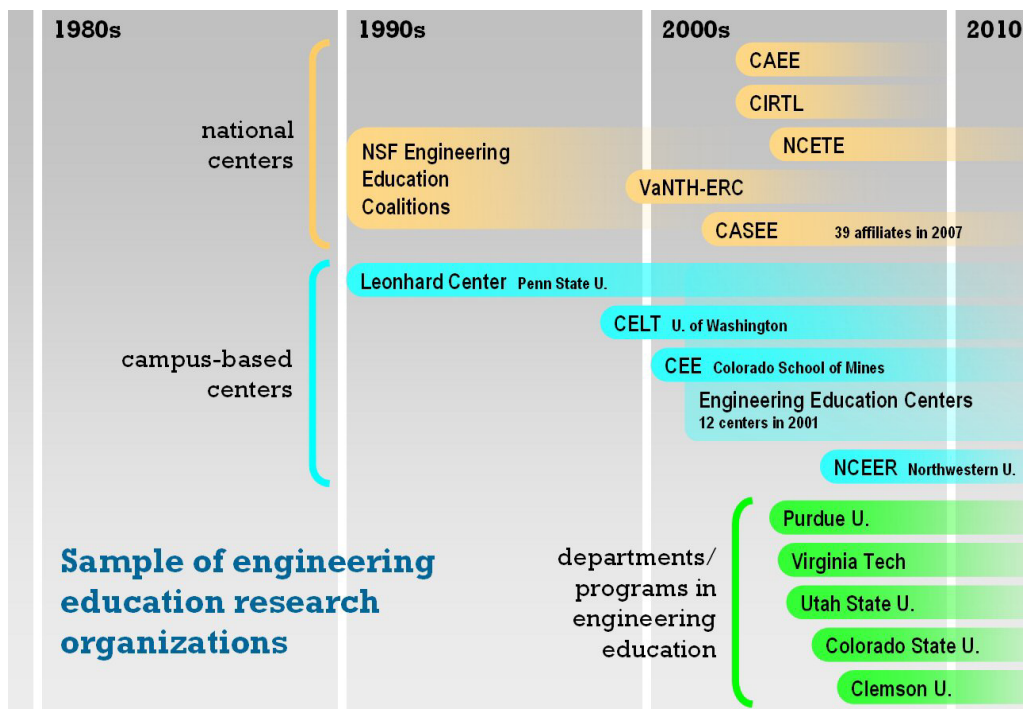 1980s
1990s
2000s
2010
national
centers
CAEE
CIRTL
NCETE
NSF Engineering
Education
Coalitions
VaNTH-ERC
CASEE 39 affiliates in 2007
campus-based
centers
Leonhard Center Penn State U.
CELT U. of Washington
CEE Colorado School of Mines
Engineering Education Centers
12 centers in 2001
NCEER Northwestern U.
Sample of engineering
education research
organizations
departments/
programs in
engineering
education
Purdue U.
Virginia Tech
Utah State U.
Colorado State U.
Clemson U.